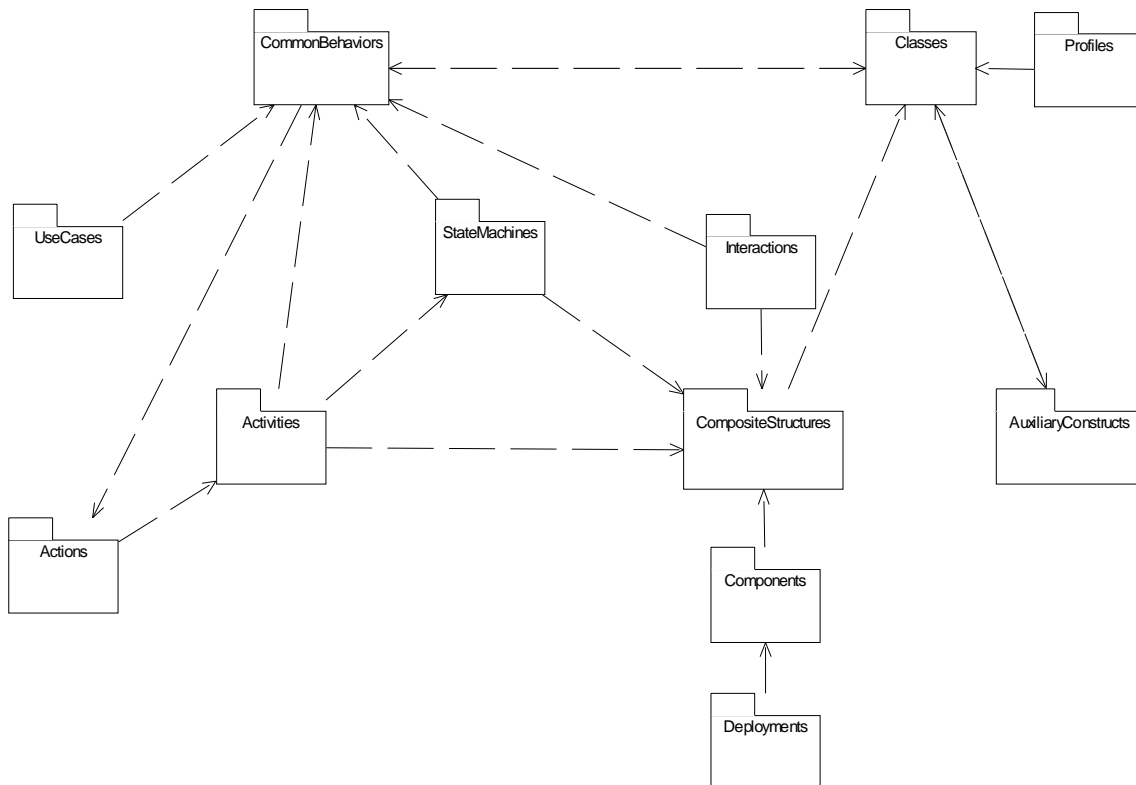 CommonBehaviors
Classes
Profiles
UseCases
StateMachines
Interactions
Activities
CompositeStructures
AuxiliaryConstructs
Actions
Components
Deployments